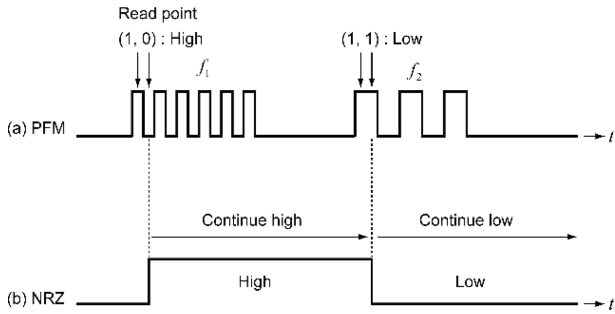 Read point
(1, 0) : High
(1, 1) : Low
f₁
f₂
(a) PFM
t
Continue high
Continue low
High
Low
(b) NRZ
t